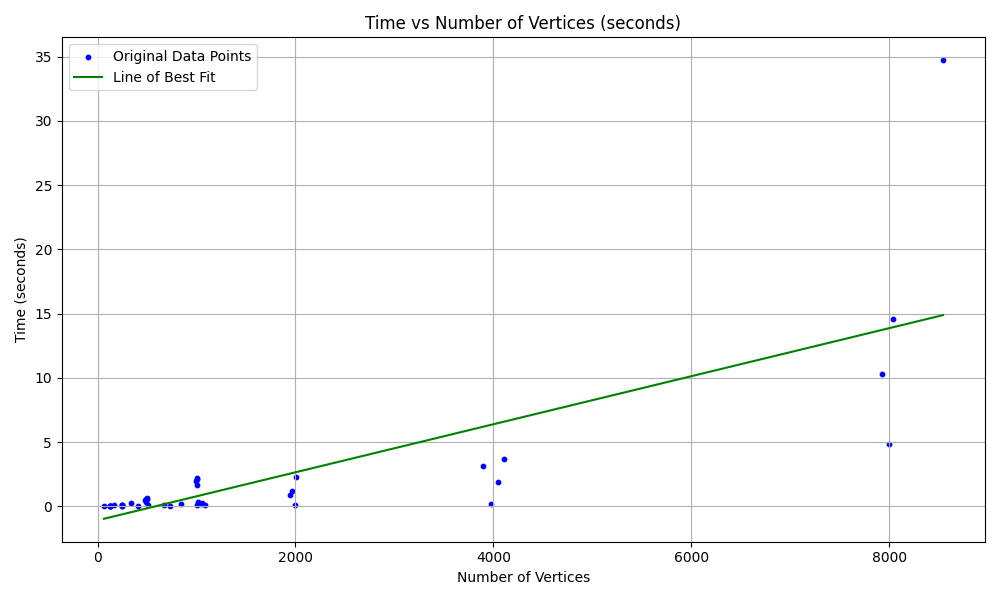 Time vs Number of Vertices (seconds)
Original Data Points
Line of Best Fit
35
30
25
20
15
10
5
0
Time (seconds)
0 2000 4000 6000 8000
Number of Vertices